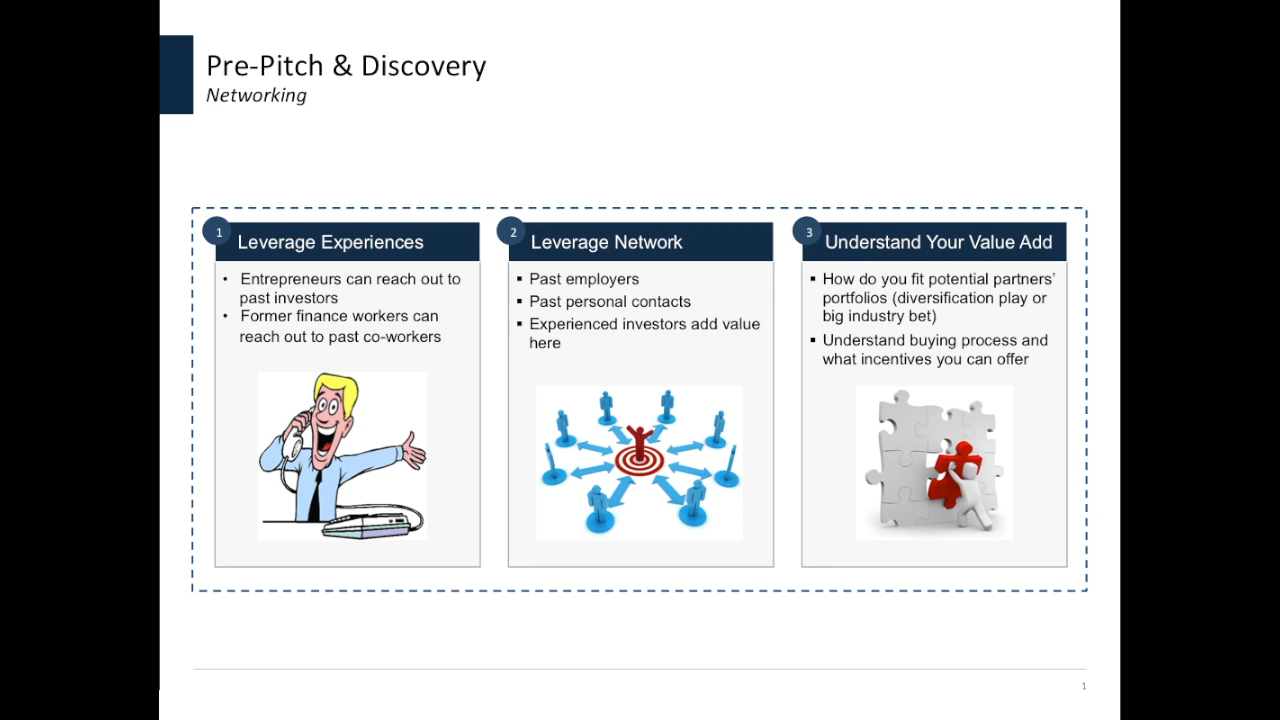 Pre-Pitch & Discovery
Networking
1
Leverage Experiences
• Entrepreneurs can reach out to
past investors
• Former finance workers can
reach out to past co-workers
2
Leverage Network
▪ Past employers
▪ Past personal contacts
▪ Experienced investors add value
here
3
Understand Your Value Add
▪ How do you fit potential partners’
portfolios (diversification play or
big industry bet)
▪ Understand buying process and
what incentives you can offer
1